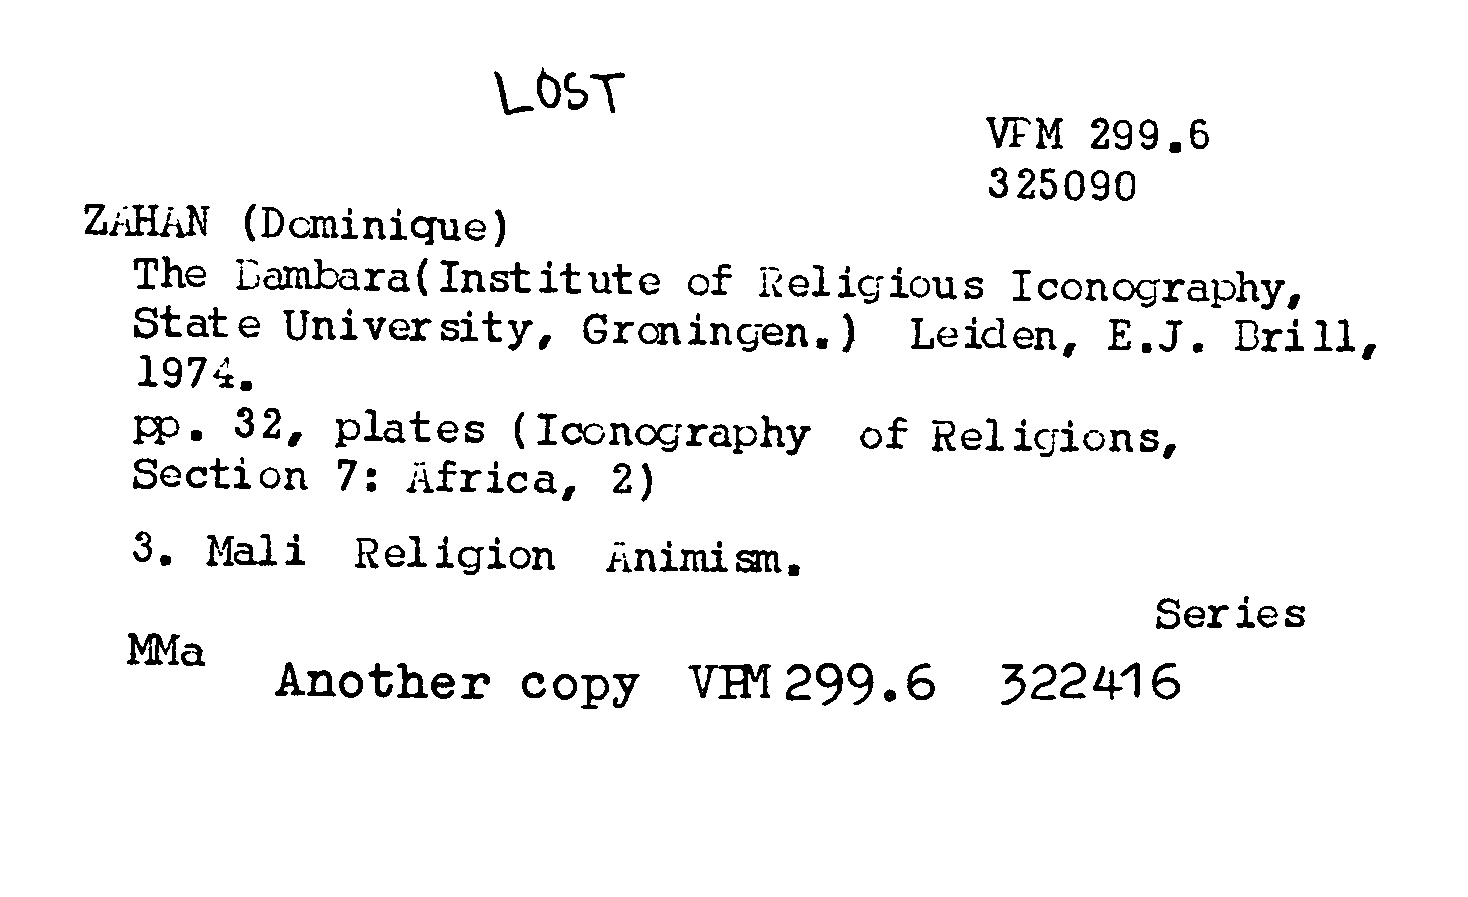 LOST
VFM 299.6
325090
ZAHAN (Dominique)
The Bambara(Institute of Religious Iconography,
State University, Groningen.) Leiden, E.J. Brill,
1974.
pp. 32, plates (Iconography of Religions,
Section 7: Africa, 2)
3. Mali Religion Animism.
Series
MMa
Another copy VFM 299.6 322416